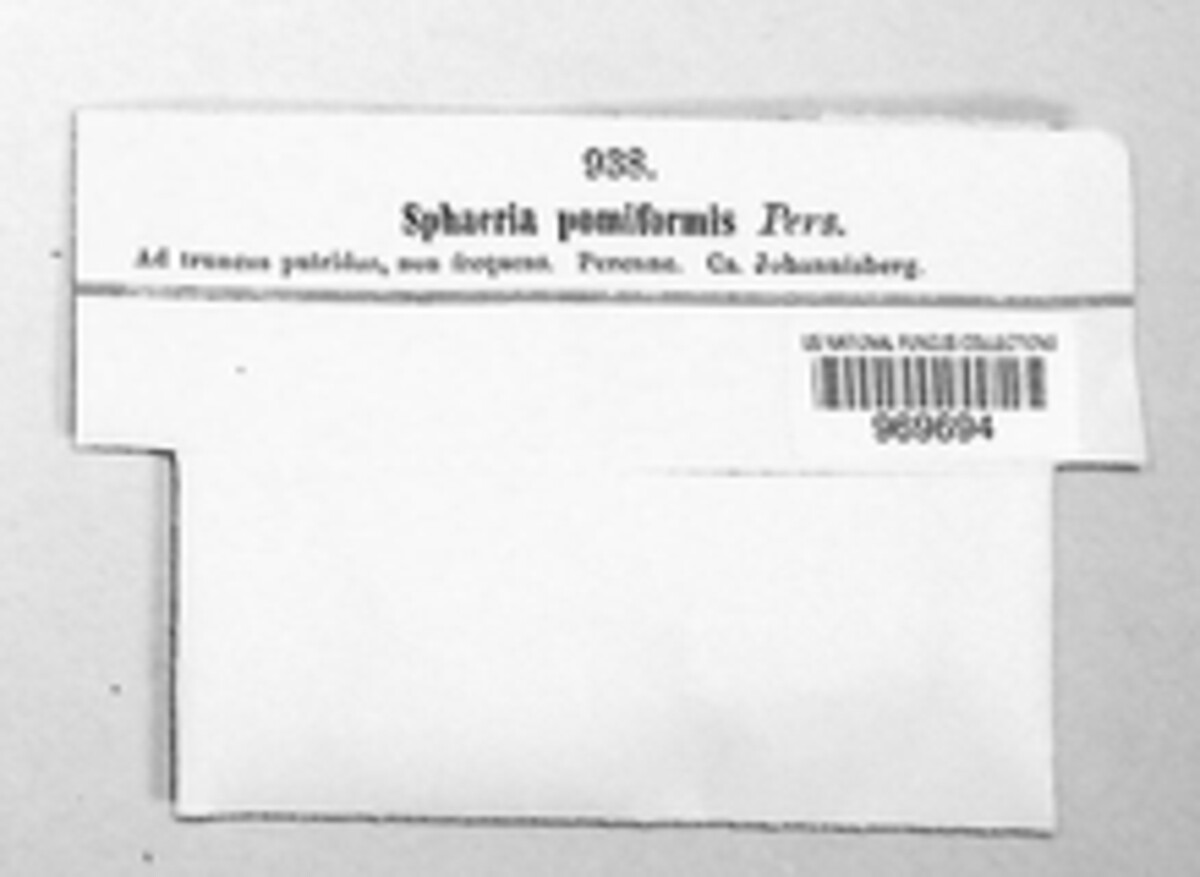 938.
Sphaeria pomiformis Pers.
Ad truncos putridos, non frequens. Perenne. Ca. Johannisberg.
US NATIONAL FUNGUS COLLECTIONS
969694